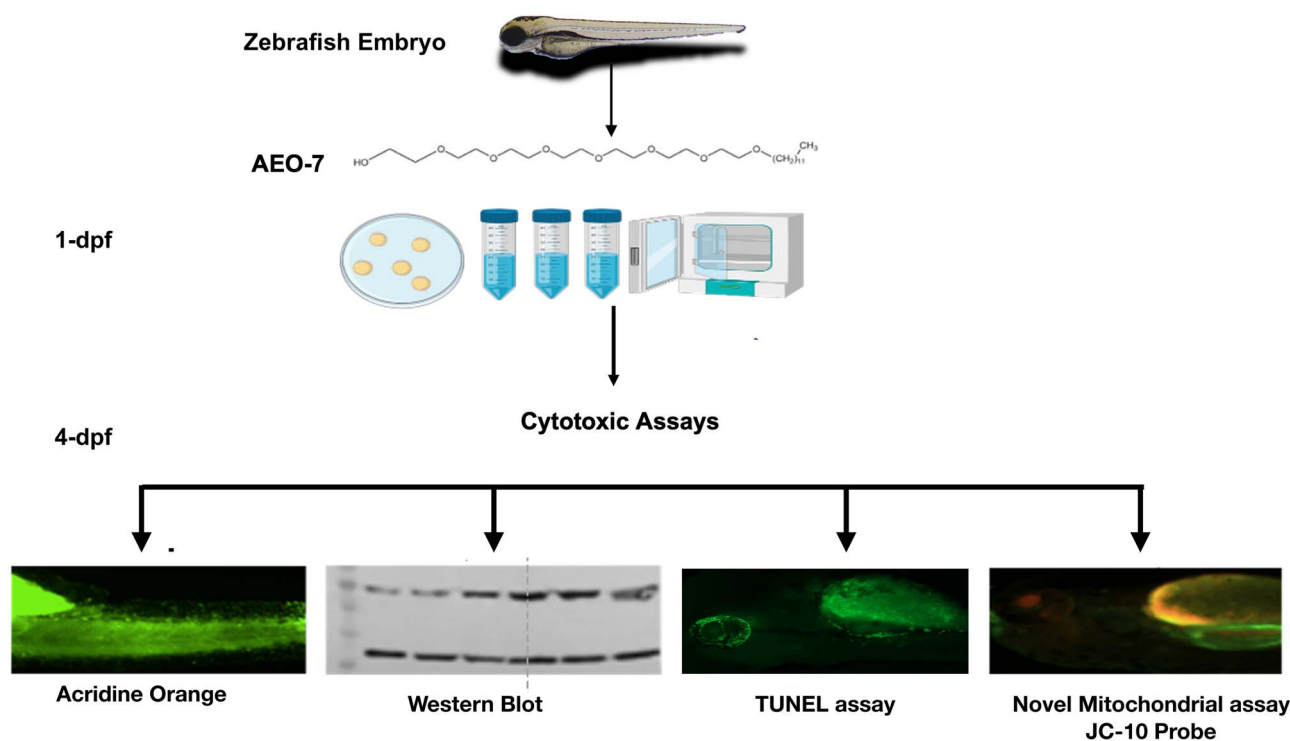 Zebrafish Embryo
AEO-7
HO
O
O
O
O
O
O
O
(CH₂)₁₁
CH₃
1-dpf
Cytotoxic Assays
4-dpf
Acridine Orange
Western Blot
TUNEL assay
Novel Mitochondrial assay
JC-10 Probe